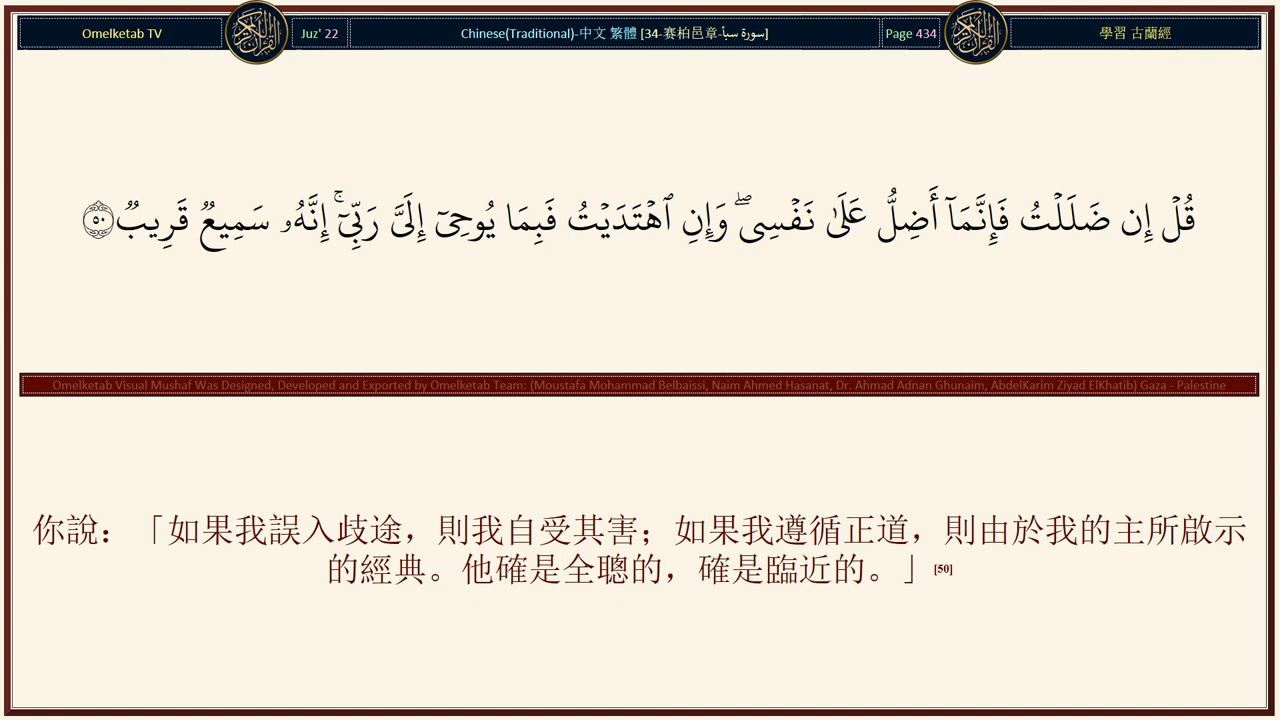 Omelketab TV
Juz' 22
Chinese(Traditional)-中文 繁體 [34-賽柏邑章-سورة سبأ]
Page 434
學習 古蘭經
قُلۡ إِن ضَلَلۡتُ فَإِنَّمَآ أَضِلُّ عَلَىٰ نَفۡسِیۖ وَإِنِ ٱهۡتَدَیۡتُ فَبِمَا یُوحِیۤ إِلَیَّ رَبِّیۤۚ إِنَّهُۥ سَمِیعࣱ قَرِیبࣱ ٥٠
Omelketab Visual Mushaf Was Designed, Developed and Exported by Omelketab Team: (Moustafa Mohammad Belbaissi, Naim Ahmed Hasanat, Dr. Ahmad Adnan Ghunaim, AbdelKarim Ziyad ElKhatib) Gaza - Palestine
你說：「如果我誤入歧途，則我自受其害；如果我遵循正道，則由於我的主所啟示
的經典。他確是全聰的，確是臨近的。」[50]